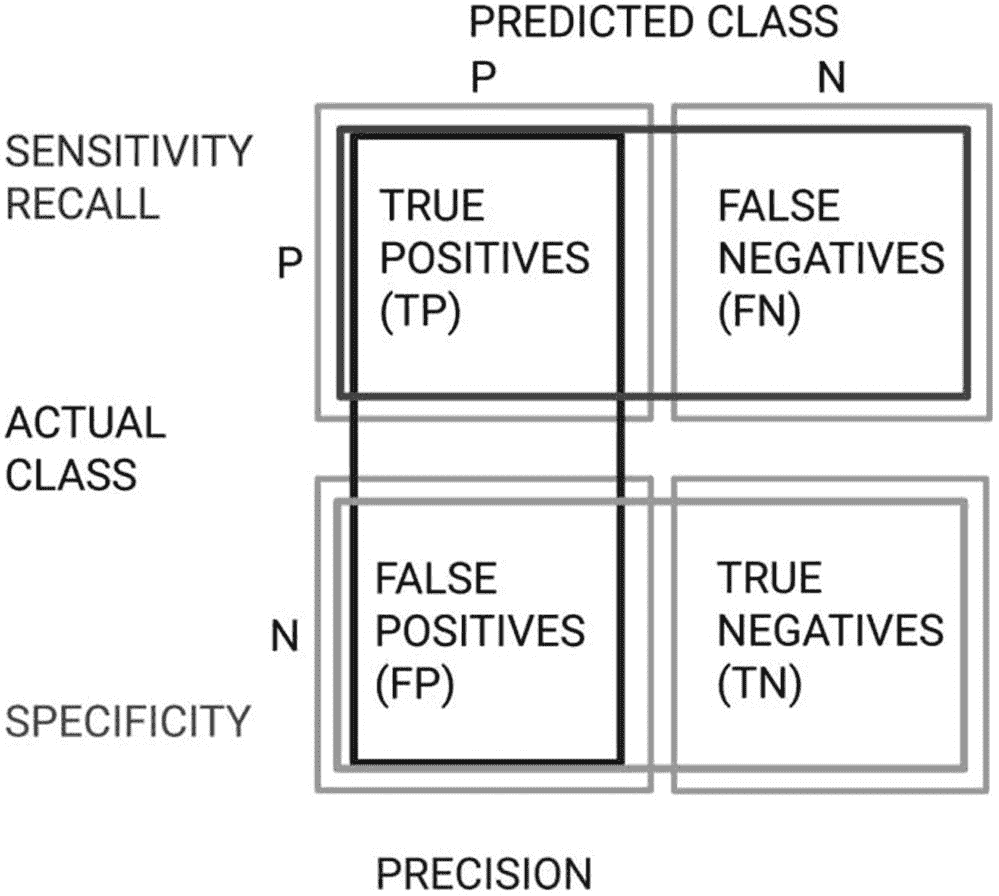 PREDICTED CLASS
P
N
SENSITIVITY
RECALL
P
TRUE
POSITIVES
(TP)
FALSE
NEGATIVES
(FN)
ACTUAL
CLASS
N
FALSE
POSITIVES
(FP)
TRUE
NEGATIVES
(TN)
SPECIFICITY
PRECISION